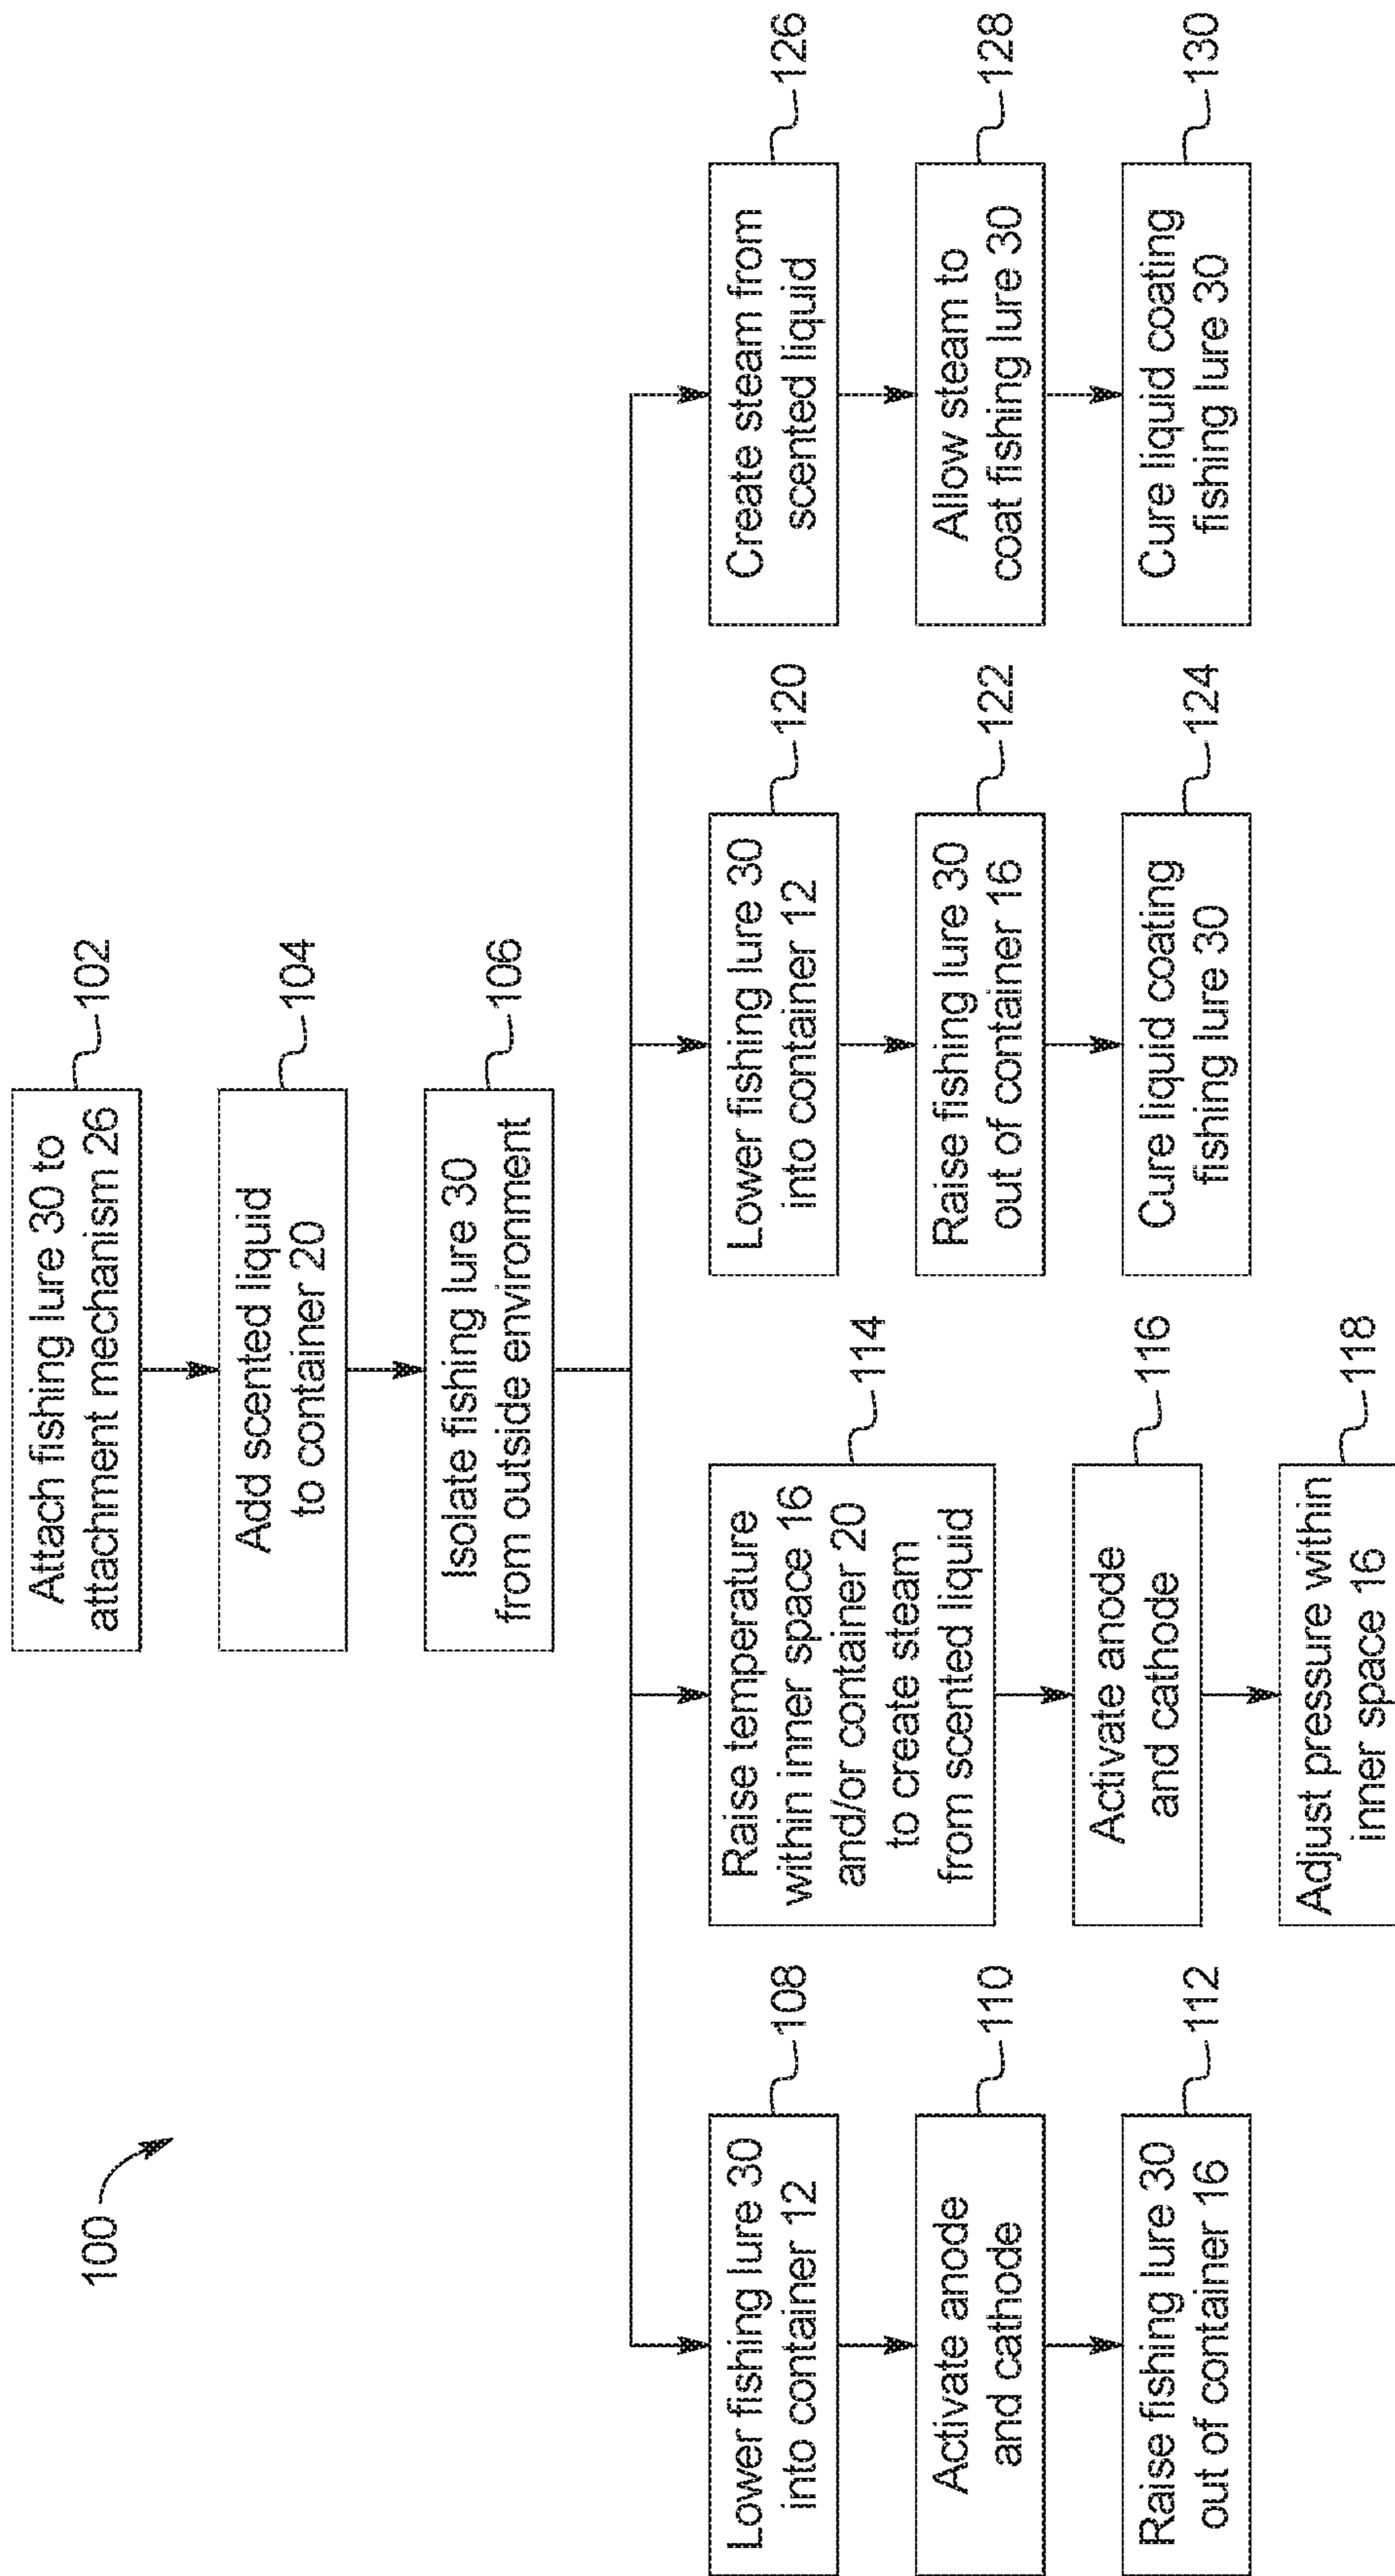 100
Attach fishing lure 30 to
attachment mechanism 26
102
Add scented liquid
to container 20
104
Isolate fishing lure 30
from outside environment
106
Lower fishing lure 30
into container 12
108
Activate anode
and cathode
110
Raise fishing lure 30
out of container 16
112
Raise temperature
within inner space 16
and/or container 20
to create steam
from scented liquid
114
Activate anode
and cathode
116
Adjust pressure within
inner space 16
118
Lower fishing lure 30
into container 12
120
Raise fishing lure 30
out of container 16
122
Cure liquid coating
fishing lure 30
124
Create steam from
scented liquid
126
Allow steam to
coat fishing lure 30
128
Cure liquid coating
fishing lure 30
130